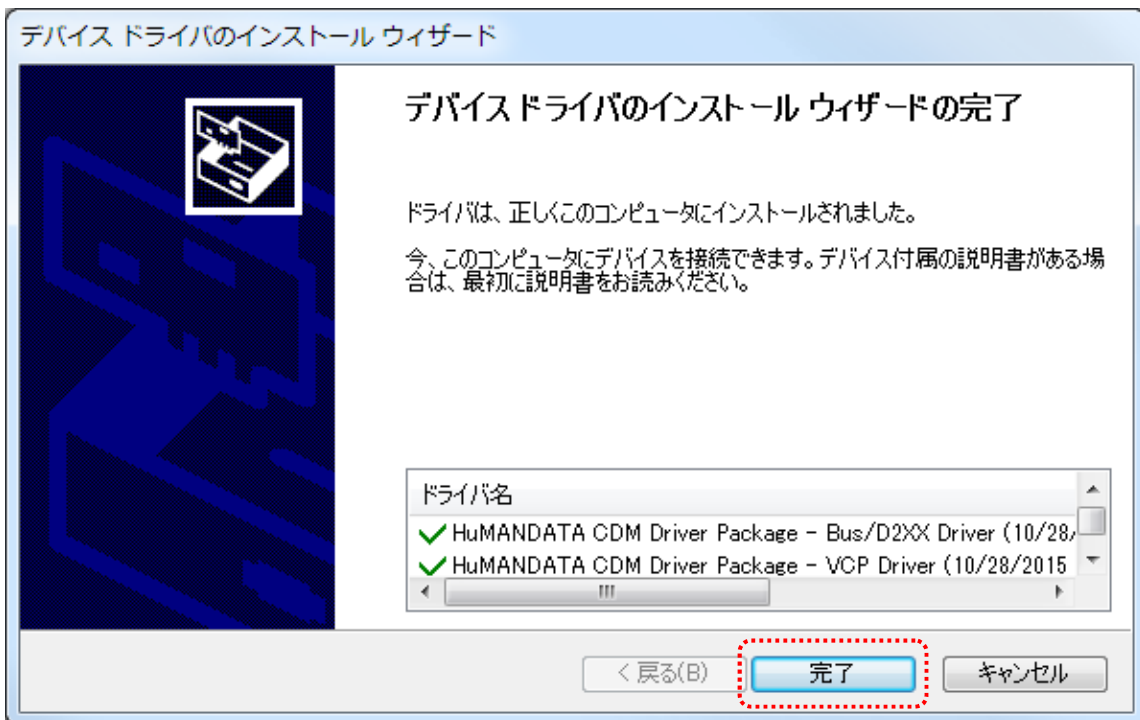 デバイス ドライバのインストール ウィザード
デバイス ドライバのインストール ウィザードの完了
ドライバは、正しくこのコンピュータにインストールされました。
今、このコンピュータにデバイスを接続できます。デバイス付属の説明書がある場
合は、最初に説明書をお読みください。
ドライバ名
HuMANDATA CDM Driver Package - Bus/D2XX Driver (10/28/
HuMANDATA CDM Driver Package - VCP Driver (10/28/2015
< 戻る(B)
完了
キャンセル